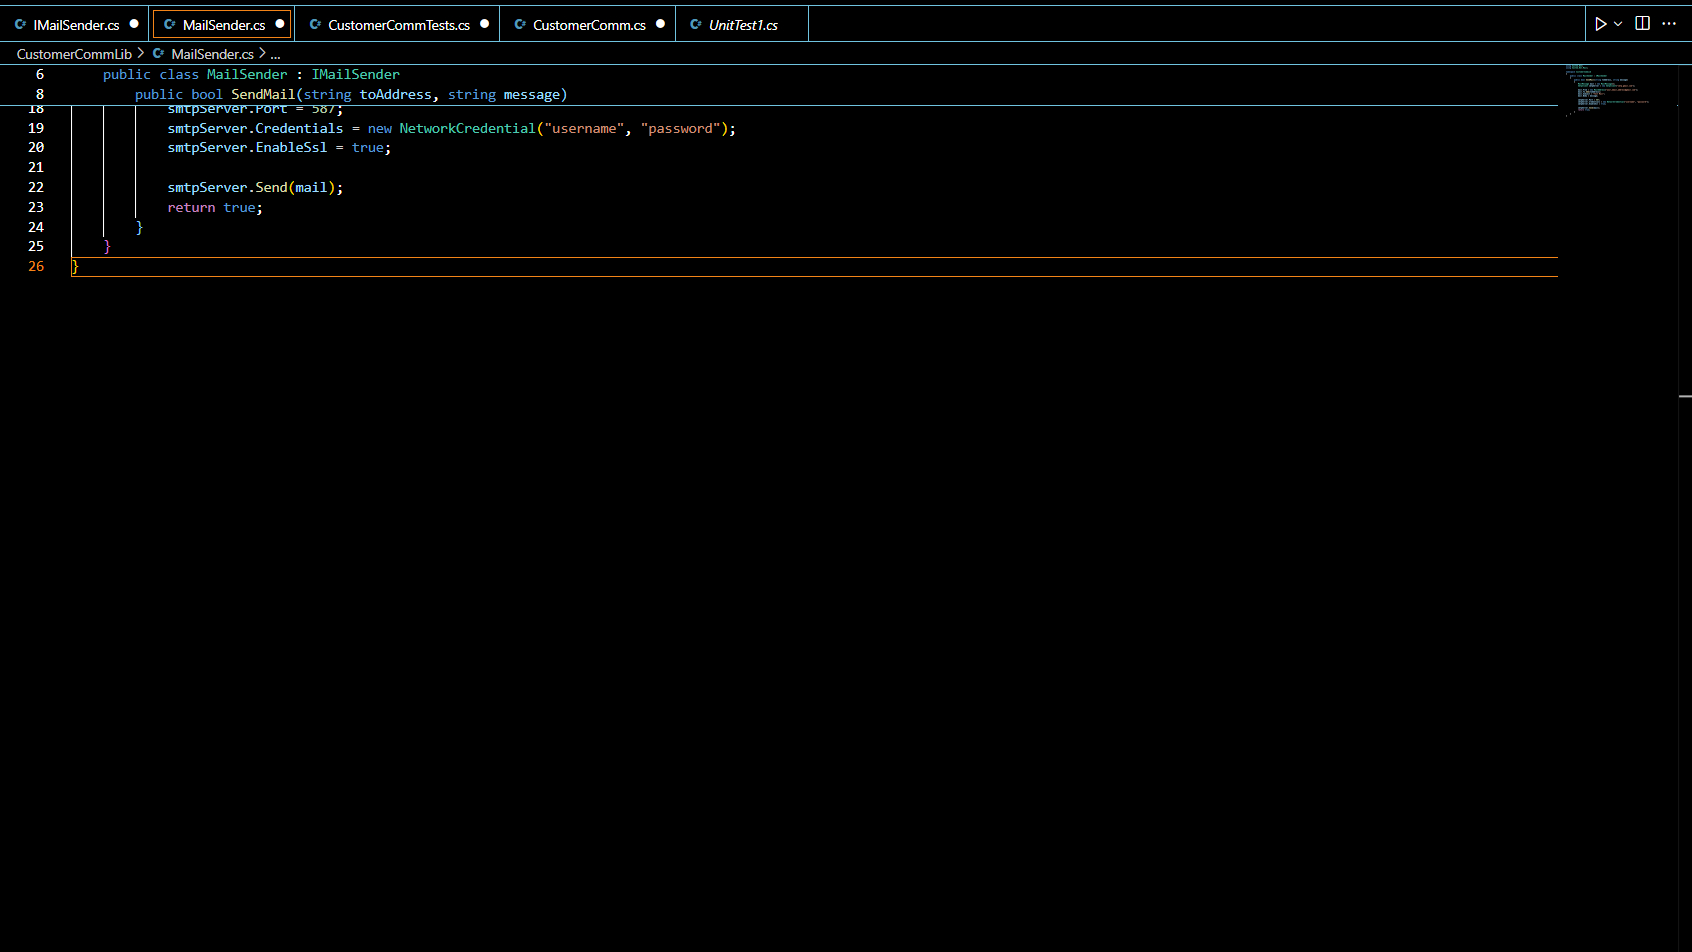 IMailSender.cs MailSender.cs CustomerCommTests.cs CustomerComm.cs UnitTest1.cs
CustomerCommLib > MailSender.cs > ...
6 public class MailSender : IMailSender
8 public bool SendMail(string toAddress, string message)
18 smtpServer.Port = 587;
19 smtpServer.Credentials = new NetworkCredential("username", "password");
20 smtpServer.EnableSsl = true;
21
22 smtpServer.Send(mail);
23 return true;
24 }
25 }
26 }